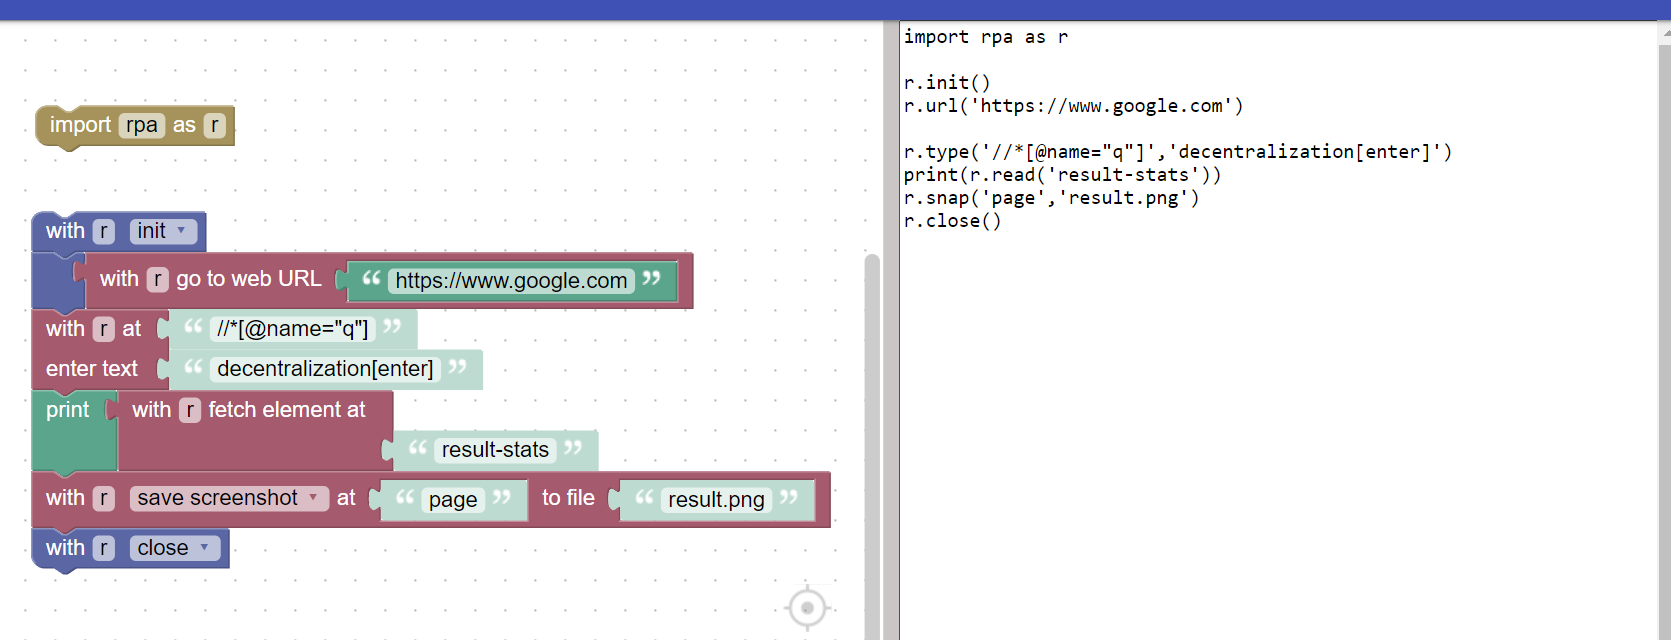 import rpa as r
with r init
with r go to web URL “ https://www.google.com ”
with r at “ //*[@name="q"] ”
enter text “ decentralization[enter] ”
print with r fetch element at
“ result-stats ”
with r save screenshot at “ page ” to file “ result.png ”
with r close
import rpa as r
r.init()
r.url('https://www.google.com')
r.type('//*[@name="q"]','decentralization[enter]')
print(r.read('result-stats'))
r.snap('page','result.png')
r.close()